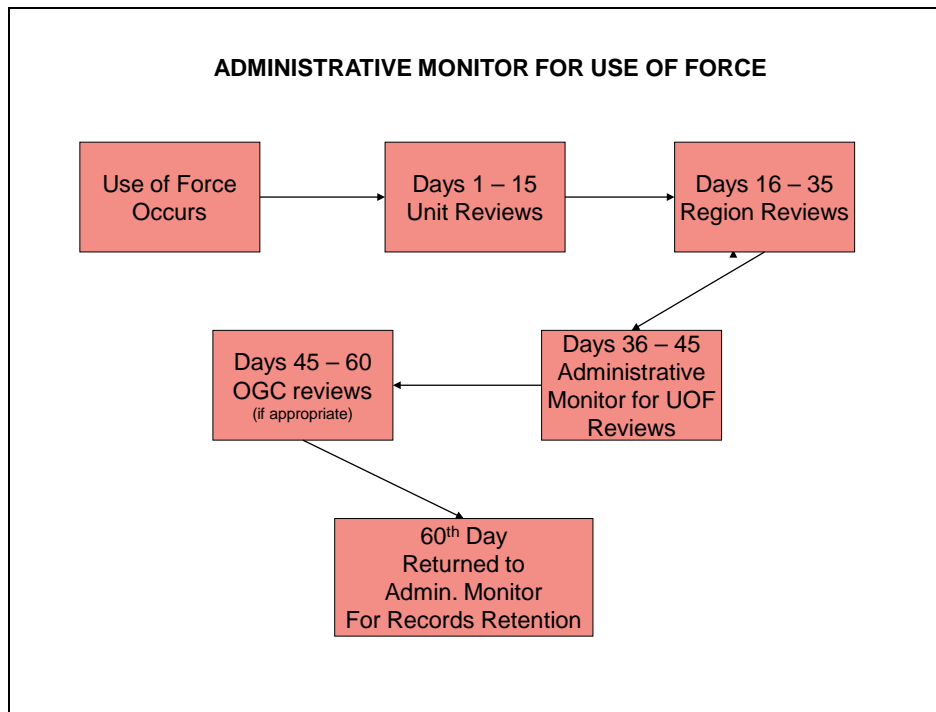 ADMINISTRATIVE MONITOR FOR USE OF FORCE
Use of Force
Occurs
Days 1 – 15
Unit Reviews
Days 16 – 35
Region Reviews
Days 45 – 60
OGC reviews
(if appropriate)
Days 36 – 45
Administrative
Monitor for UOF
Reviews
60th Day
Returned to
Admin. Monitor
For Records Retention